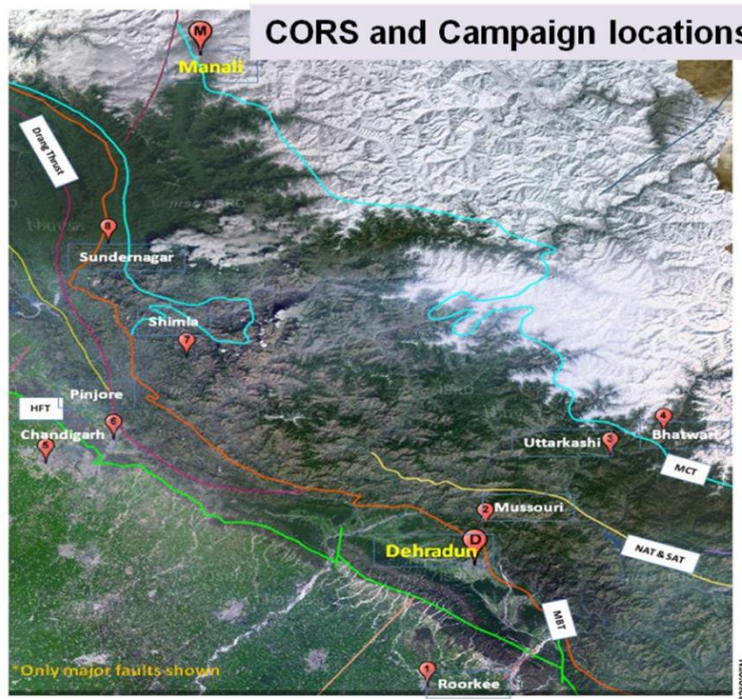 CORS and Campaign locations
M
Manali
Drang Thrust
8
Sundernagar
Shimla
7
Pinjore
HFT
6
Chandigarh
5
4
Uttarkashi
3
Bhatwari
MCT
2
Mussouri
Dehradun
D
NAT & SAT
MBT
*Only major faults shown
1
Roorkee